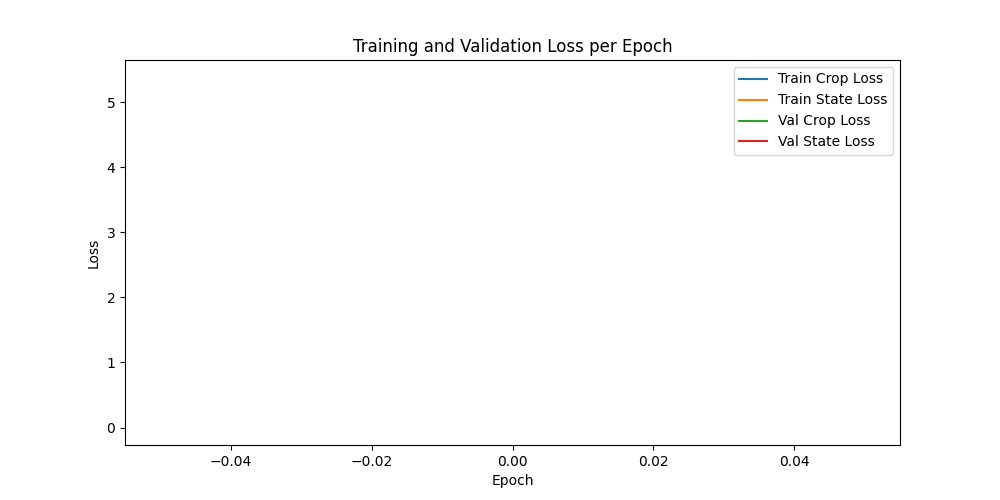 Training and Validation Loss per Epoch
Train Crop Loss
Train State Loss
Val Crop Loss
Val State Loss
5
4
3
2
1
0
Loss
−0.04 −0.02 0.00 0.02 0.04
Epoch